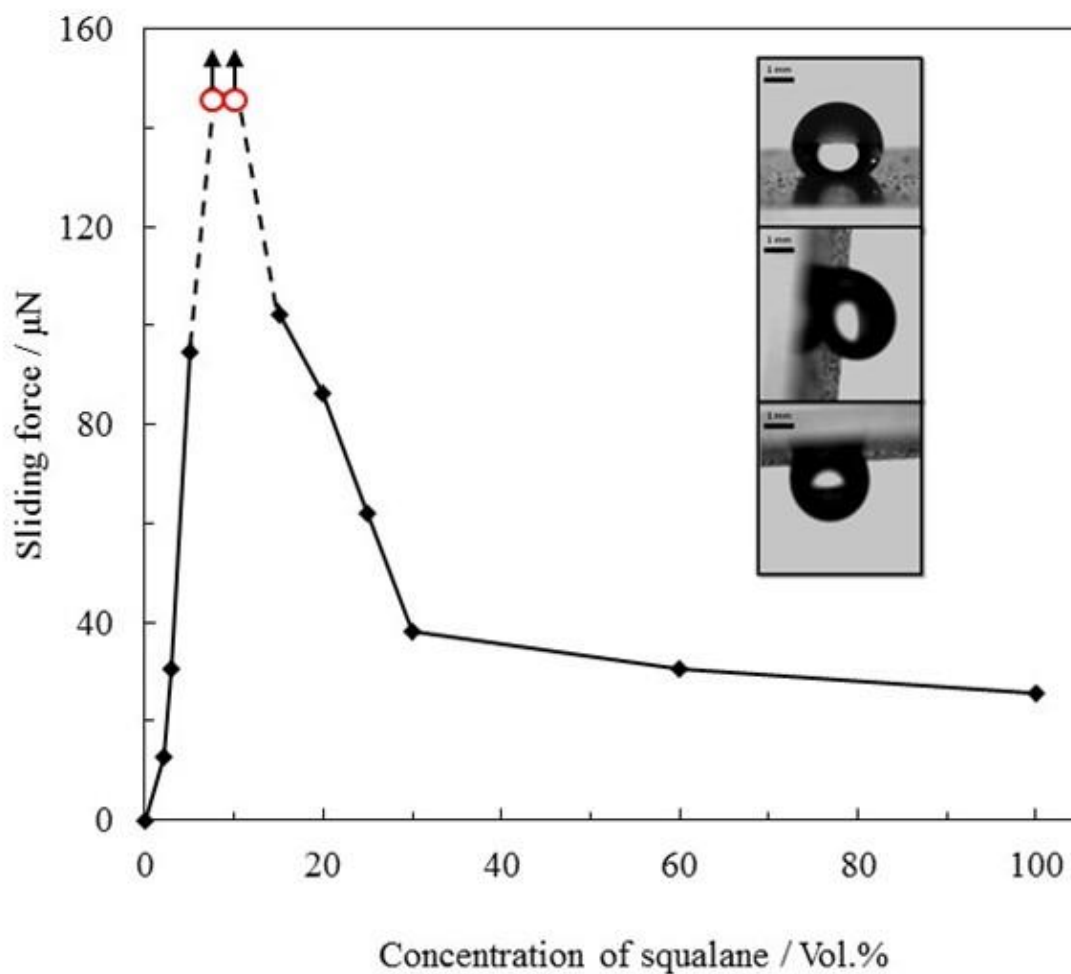 160
120
80
40
0
Sliding force / μN
1 mm
1 mm
1 mm
0 20 40 60 80 100
Concentration of squalane / Vol.%